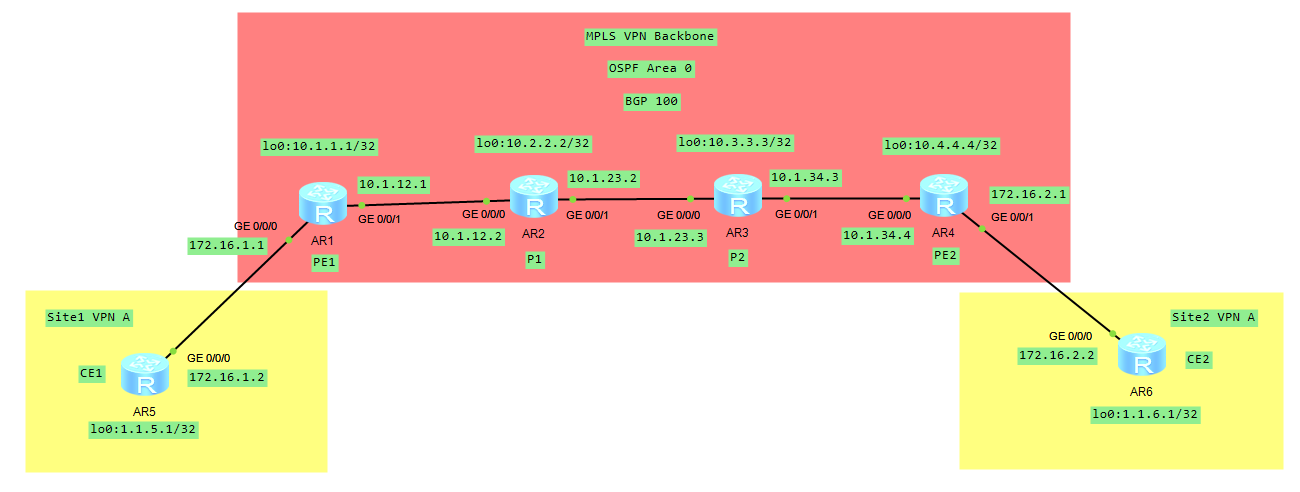 MPLS VPN Backbone
OSPF Area 0
BGP 100
lo0:10.1.1.1/32
lo0:10.2.2.2/32
lo0:10.3.3.3/32
lo0:10.4.4.4/32
10.1.12.1
10.1.23.2
10.1.34.3
172.16.2.1
R
R
R
R
GE 0/0/0
GE 0/0/1
GE 0/0/0
GE 0/0/1
GE 0/0/0
GE 0/0/1
GE 0/0/0
GE 0/0/1
172.16.1.1
AR1
10.1.12.2
AR2
10.1.23.3
AR3
10.1.34.4
AR4
PE1
P1
P2
PE2
Site1 VPN A
GE 0/0/0
CE1
R
172.16.1.2
AR5
lo0:1.1.5.1/32
Site2 VPN A
GE 0/0/0
172.16.2.2
R
CE2
AR6
lo0:1.1.6.1/32